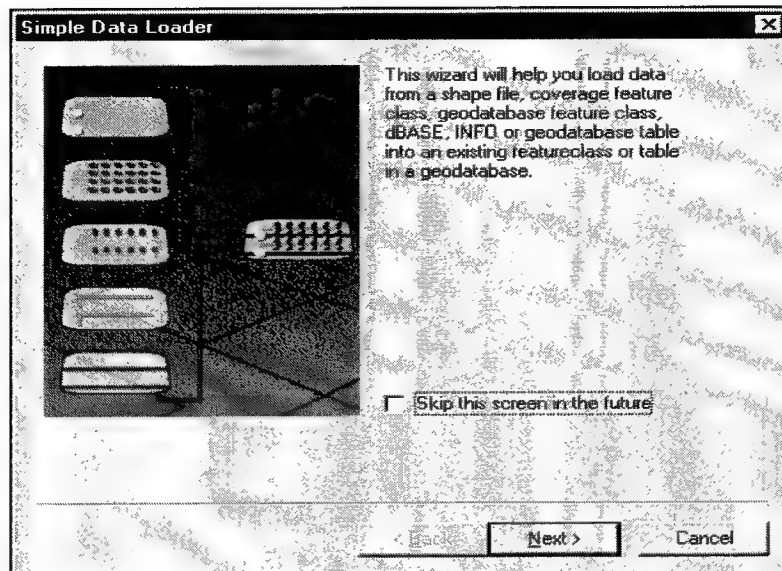 Simple Data Loader
This wizard will help you load data
from a shape file, coverage feature
class, geodatabase feature class,
dBASE, INFO or geodatabase table
into an existing featureclass or table
in a geodatabase.
Skip this screen in the future
< Back
Next >
Cancel